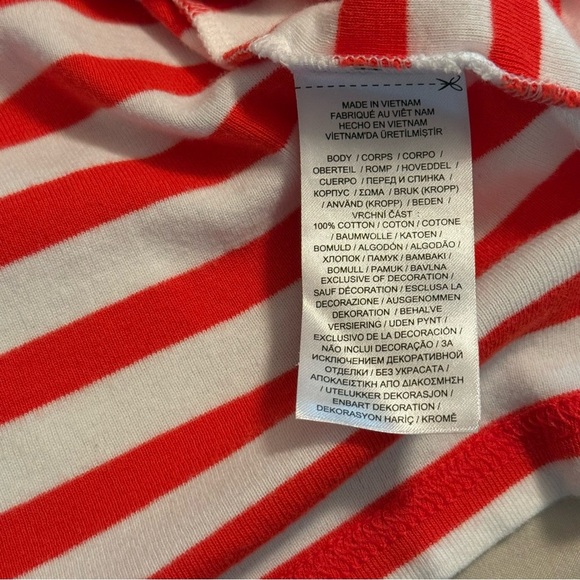 MADE IN VIETNAM
FABRIQUÉ AU VIÊT NAM
HECHO EN VIETNAM
VİETNAM'DA ÜRETİLMİŞTİR
BODY / CORPS / CORPO /
OBERTEIL / ROMP / HOVEDDEL /
CUERPO / ПЕРЕД И СПИНКА /
КОРПУС / ΣΩΜΑ / BRUK (KROPP)
/ ANVÄND (KROPP) / BEDEN /
VRCHNÍ ČÁST :
100% COTTON / COTON / COTONE
/ BAUMWOLLE / KATOEN /
BOMULD / ALGODÓN / ALGODÃO /
ХЛОПОК / ПАМУК / ΒΑΜΒΑΚΙ /
BOMULL / PAMUK / BAVLNA
EXCLUSIVE OF DECORATION /
SAUF DÉCORATION / ESCLUSA LA
DECORAZIONE / AUSGENOMMEN
DEKORATION / BEHALVE
VERSIERING / UDEN PYNT /
EXCLUSIVO DE LA DECORACIÓN /
NÃO INCLUI DECORAÇÃO / ЗА
ИСКЛЮЧЕНИЕМ ДЕКОРАТИВНОЙ
ОТДЕЛКИ / БЕЗ УКРАСАТА /
ΑΠΟΚΛΕΙΣΤΙΚΗ ΑΠΟ ΔΙΑΚΟΣΜΗΣΗ
/ UTELUKKER DEKORASJON /
ENBART DEKORATION /
DEKORASYON HARİÇ / KROMĚ